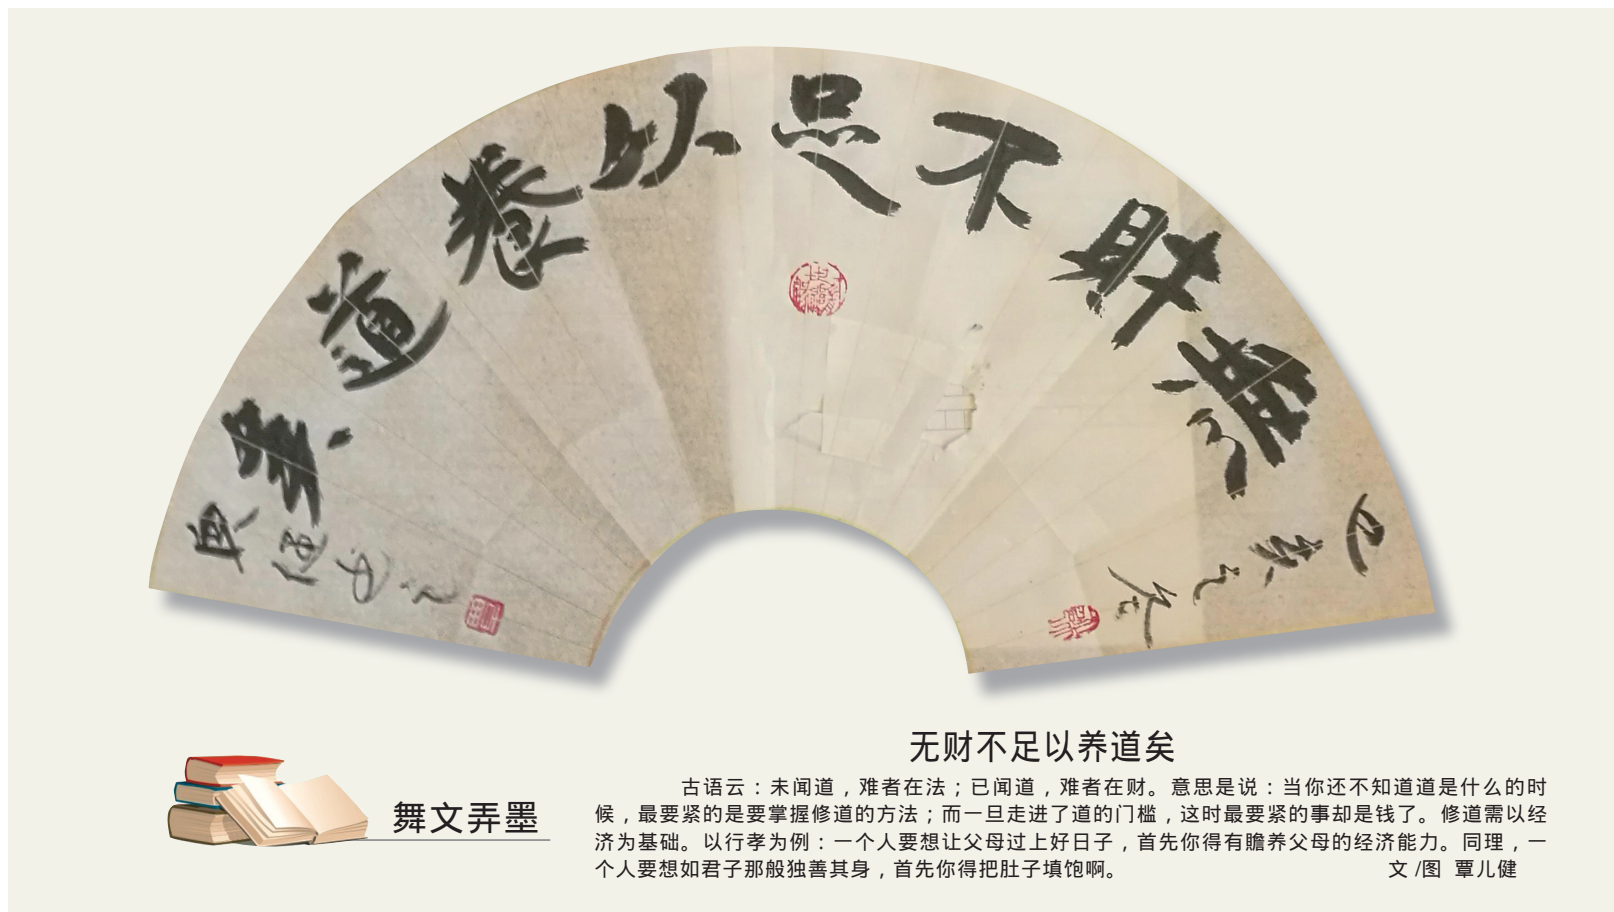 無財不足以養道矣
无财不足以养道矣
古语云：未闻道，难者在法；已闻道，难者在财。意思是说：当你还不知道道是什么的时
候，最要紧的是要掌握修道的方法；而一旦走进了道的门槛，这时最要紧的事却是钱了。修道需以经
济为基础。以行孝为例：一个人要想让父母过上好日子，首先你得有赡养父母的经济能力。同理，一
个人要想如君子那般独善其身，首先你得把肚子填饱啊。
文/图 覃儿健
舞文弄墨